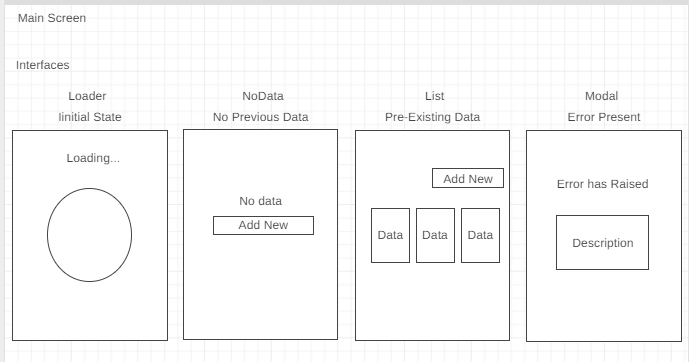 Main Screen
Interfaces
Loader
Iinitial State
Loading...
NoData
No Previous Data
No data
Add New
List
Pre-Existing Data
Add New
Data Data Data
Modal
Error Present
Error has Raised
Description